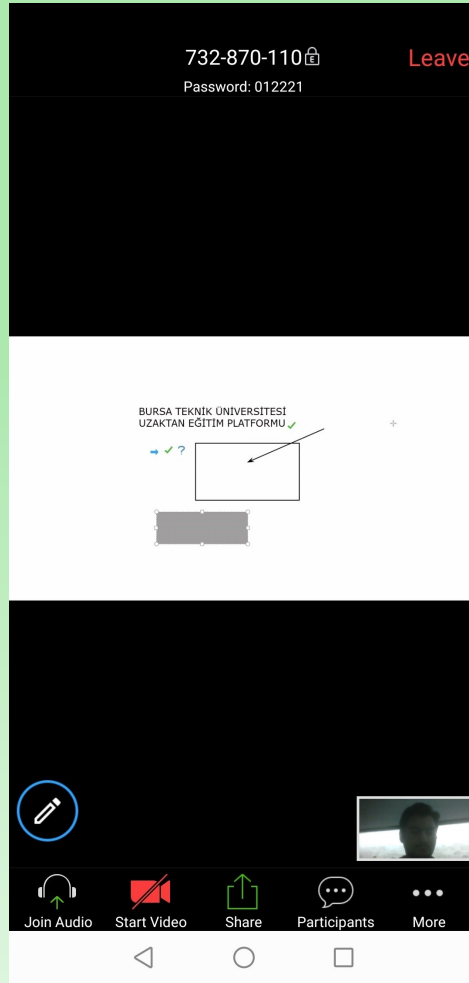 732-870-110
Leave
Password: 012221
BURSA TEKNİK ÜNİVERSİTESİ
UZAKTAN EĞİTİM PLATFORMU
?
Join Audio
Start Video
Share
Participants
More